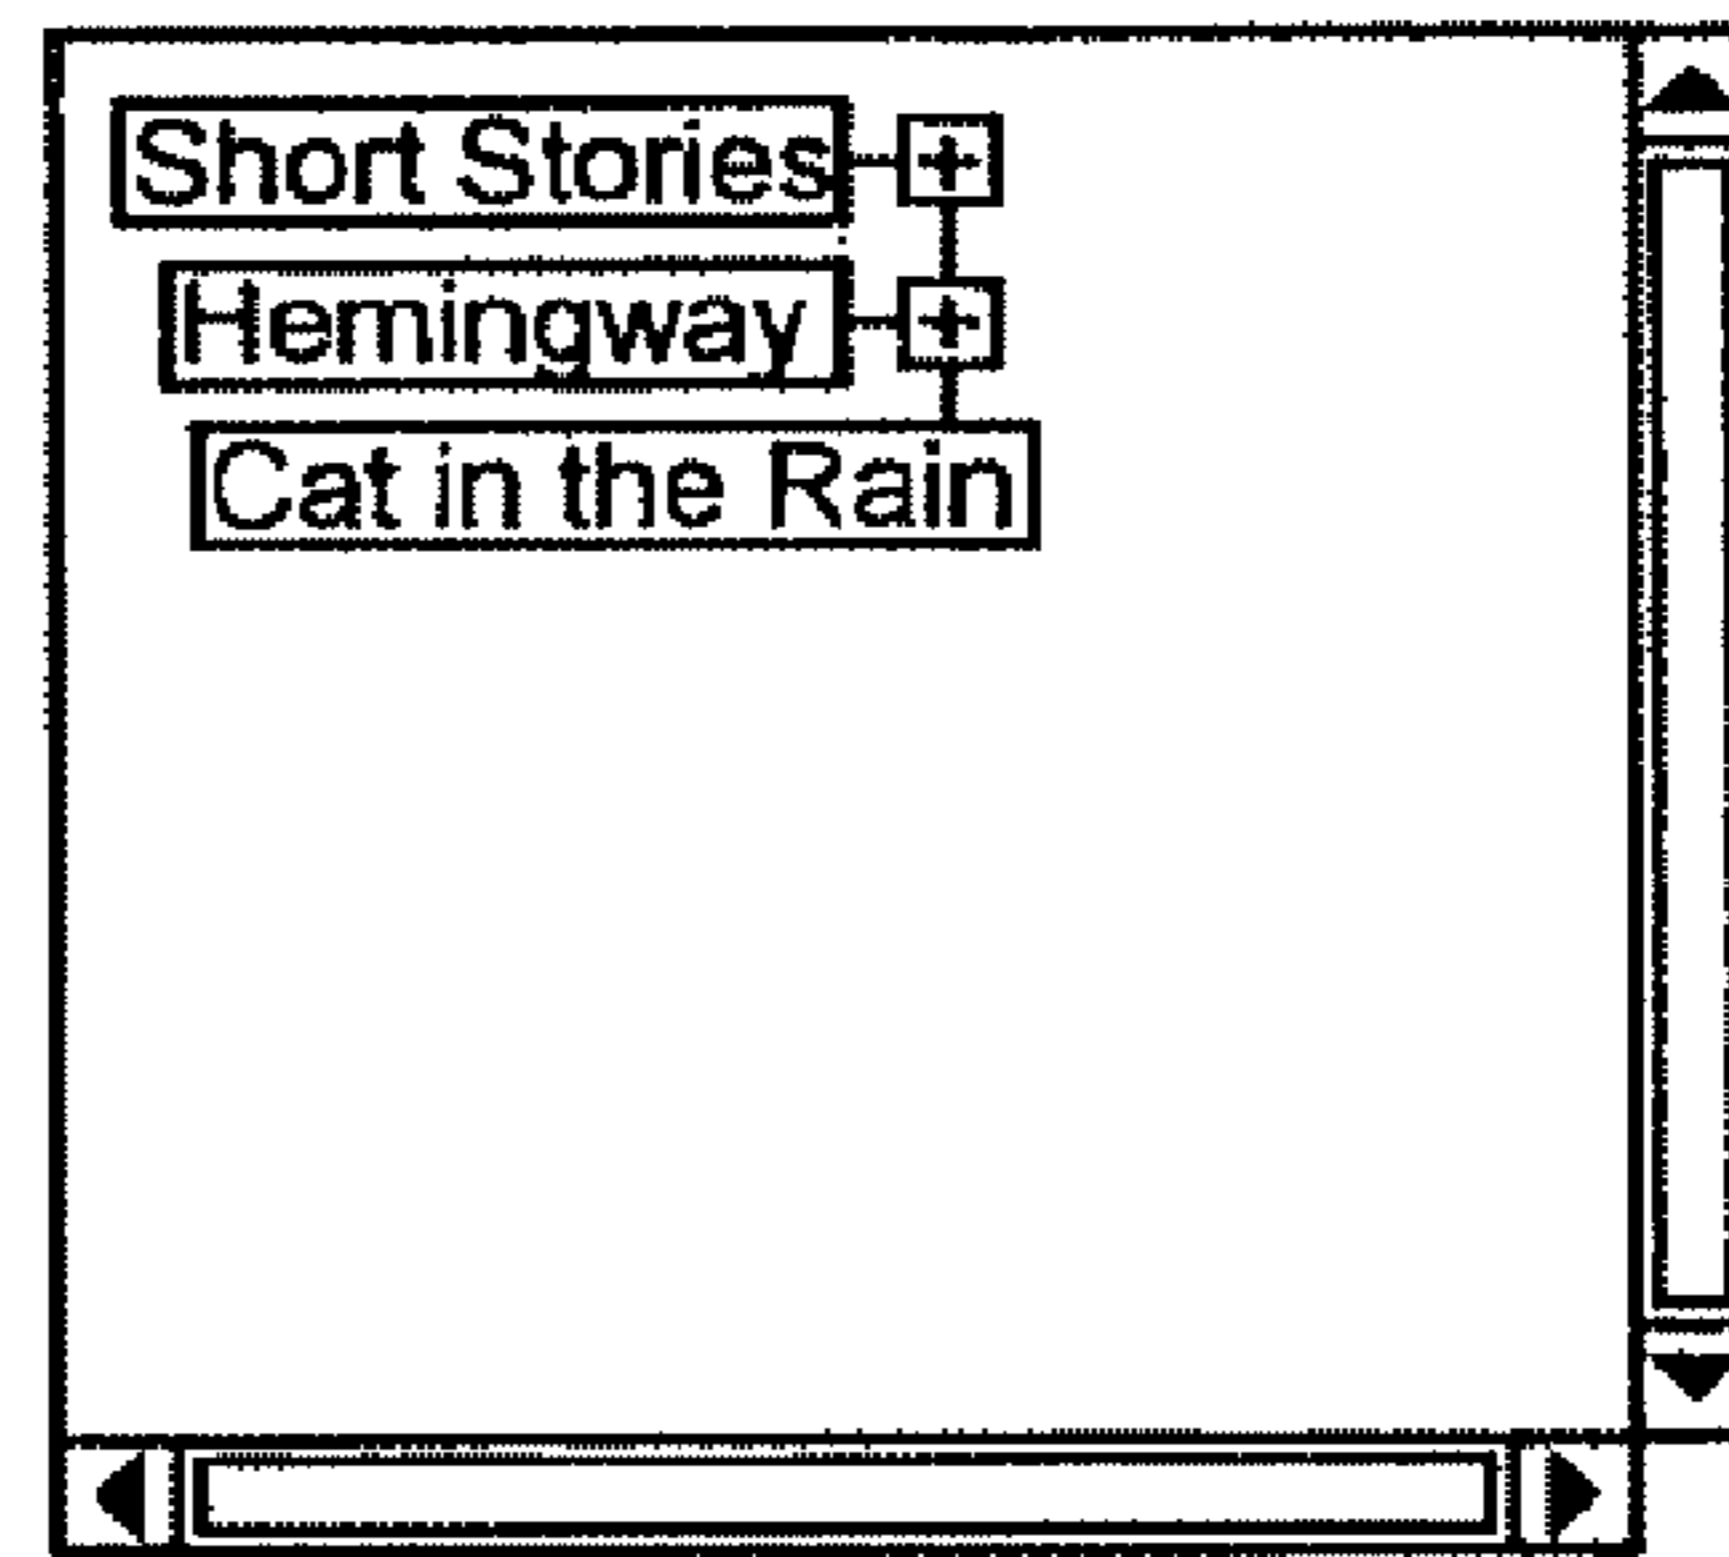 Short Stories +
Hemingway +
Cat in the Rain